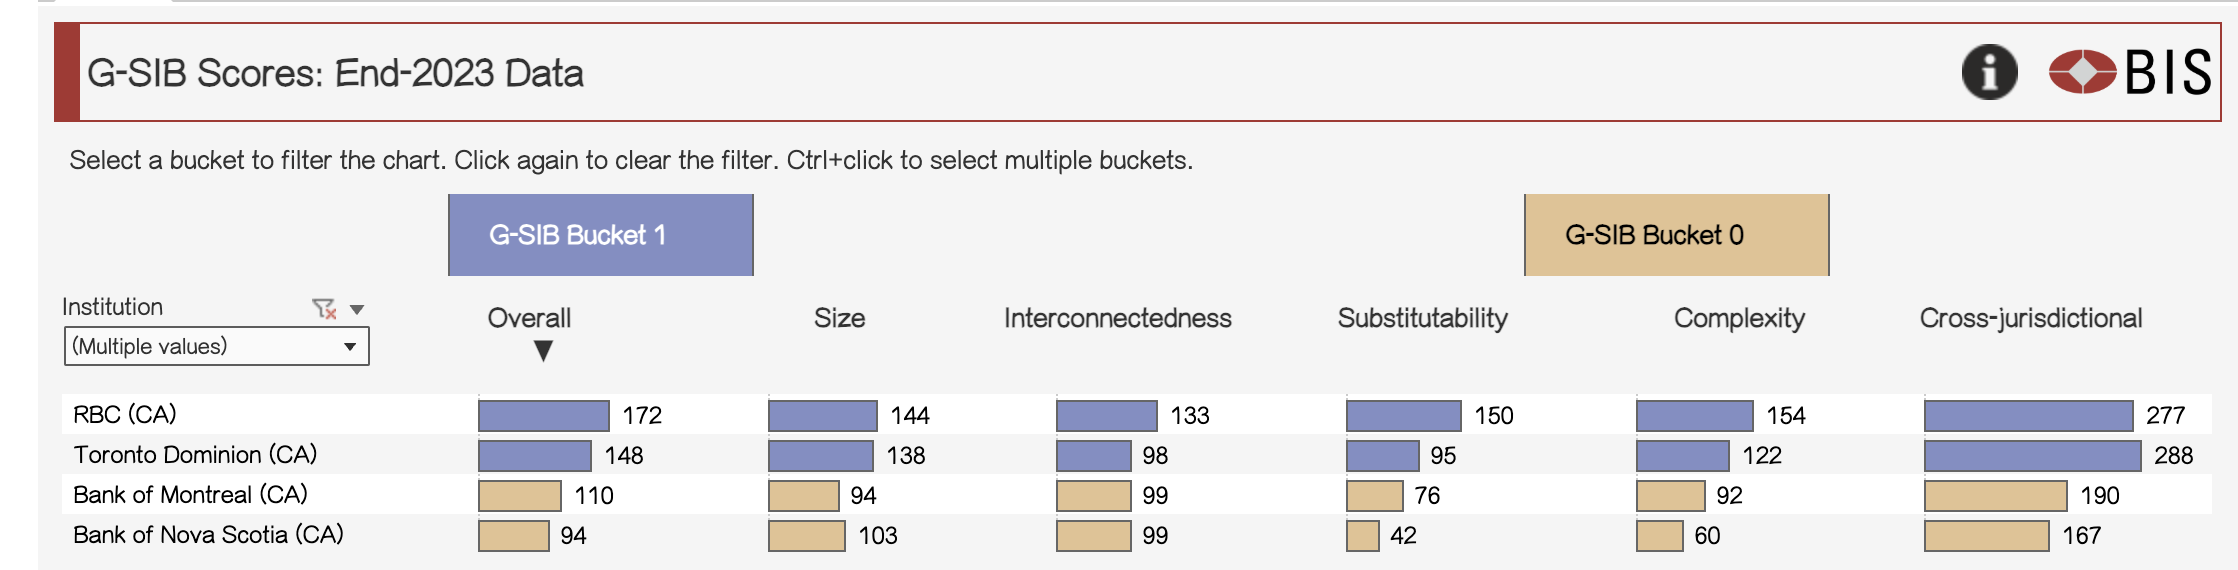 G-SIB Scores: End-2023 Data
BIS
Select a bucket to filter the chart. Click again to clear the filter. Ctrl+click to select multiple buckets.
G-SIB Bucket 1
G-SIB Bucket 0
Institution
(Multiple values)
Overall Size Interconnectedness Substitutability Complexity Cross-jurisdictional
RBC (CA) 172 144 133 150 154 277
Toronto Dominion (CA) 148 138 98 95 122 288
Bank of Montreal (CA) 110 94 99 76 92 190
Bank of Nova Scotia (CA) 94 103 99 42 60 167